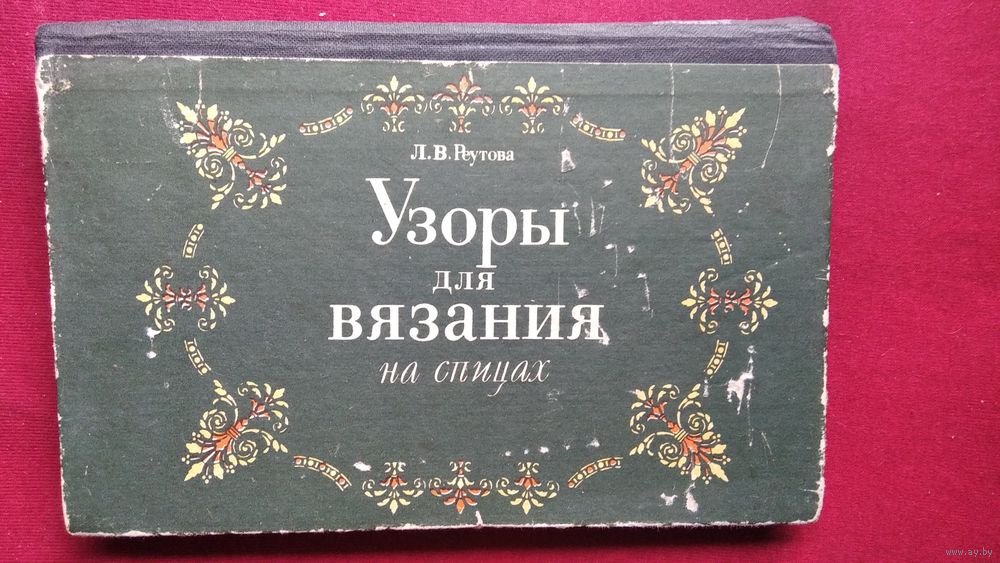 Л.В.Реутова
Узоры
для
вязания
на спицах
www.ay.by